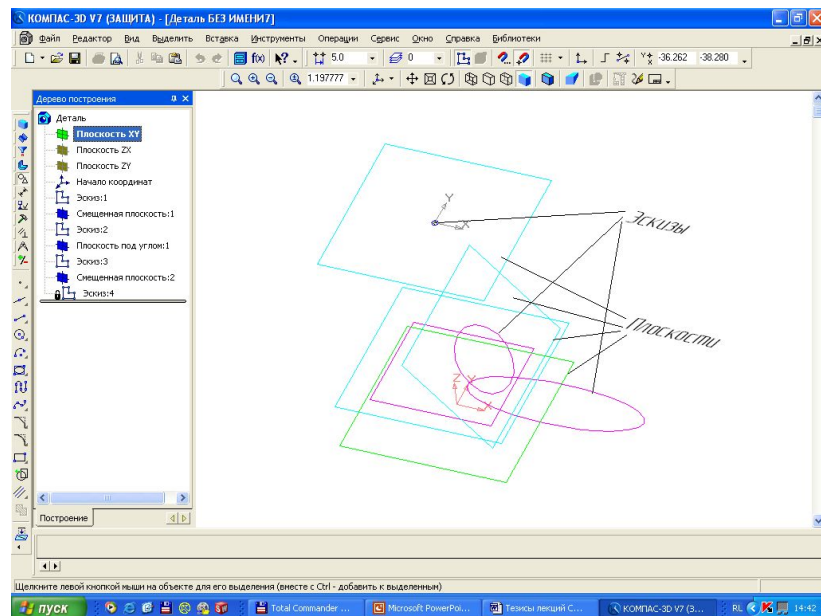 КОМПАС-3D V7 (ЗАЩИТА) - [Деталь БЕЗ ИМЕНИ7]
Файл Редактор Вид Выделить Вставка Инструменты Операции Сервис Окно Справка Библиотеки
5.0 0 -36.262 -38.280
1.197777
Дерево построения
Деталь
Плоскость XY
Плоскость ZX
Плоскость ZY
Начало координат
Эскиз:1
Смещенная плоскость:1
Эскиз:2
Плоскость под углом:1
Эскиз:3
Смещенная плоскость:2
Эскиз:4
Y
X
Эскизы
Плоскости
Z Y
X
Построение
Щелкните левой кнопкой мыши на объекте для его выделения (вместе с Ctrl - добавить к выделенным)
пуск Total Commander ... Microsoft PowerPoi... Тезисы лекций С... КОМПАС-3D V7 (З... RL 14:42